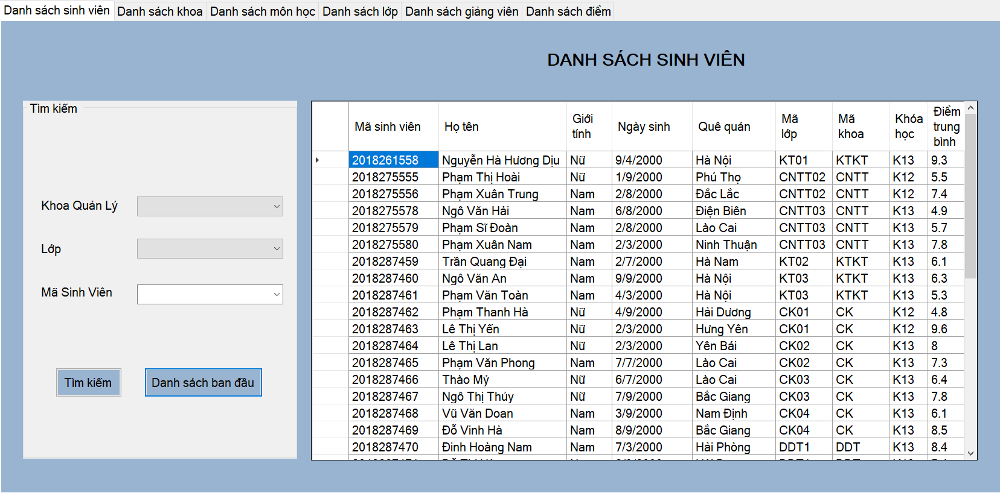 Danh sách sinh viên Danh sách khoa Danh sách môn học Danh sách lớp Danh sách giảng viên Danh sách điểm
DANH SÁCH SINH VIÊN
Tìm kiếm
Khoa Quản Lý
Lớp
Mã Sinh Viên
Tìm kiếm Danh sách ban đầu
Mã sinh viên Họ tên Giới tính Ngày sinh Quê quán Mã lớp Mã khoa Khóa học Điểm trung bình
2018261558 Nguyễn Hà Hương Dịu Nữ 9/4/2000 Hà Nội KT01 KTKT K13 9.3
2018275555 Phạm Thị Hoài Nữ 1/9/2000 Phú Thọ CNTT02 CNTT K12 5.5
2018275556 Phạm Xuân Trung Nam 2/8/2000 Đắc Lắc CNTT02 CNTT K12 7.4
2018275578 Ngô Văn Hải Nam 6/8/2000 Điện Biên CNTT03 CNTT K13 4.9
2018275579 Phạm Sĩ Đoàn Nam 2/8/2000 Lào Cai CNTT03 CNTT K13 5.7
2018275580 Phạm Xuân Nam Nam 2/3/2000 Ninh Thuận CNTT03 CNTT K13 7.8
2018287459 Trần Quang Đại Nam 2/7/2000 Hà Nam KT02 KTKT K13 6.1
2018287460 Ngô Văn An Nam 9/9/2000 Hà Nội KT03 KTKT K13 6.3
2018287461 Phạm Văn Toàn Nam 4/3/2000 Hà Nội KT03 KTKT K13 5.3
2018287462 Phạm Thanh Hà Nữ 4/9/2000 Hải Dương CK01 CK K12 4.8
2018287463 Lê Thị Yến Nữ 2/3/2000 Hưng Yên CK01 CK K12 9.6
2018287464 Lê Thị Lan Nữ 2/3/2000 Yên Bái CK02 CK K13 8
2018287465 Phạm Văn Phong Nam 7/7/2000 Lào Cai CK02 CK K13 7.3
2018287466 Thào Mỷ Nữ 6/7/2000 Lào Cai CK03 CK K13 6.4
2018287467 Ngô Thị Thủy Nữ 7/9/2000 Bắc Giang CK03 CK K13 7.8
2018287468 Vũ Văn Doan Nam 3/9/2000 Nam Định CK04 CK K13 6.1
2018287469 Đỗ Vinh Hà Nam 8/9/2000 Bắc Giang CK04 CK K13 8.5
2018287470 Đinh Hoàng Nam Nam 7/3/2000 Hải Phòng DDT1 DDT K13 8.4